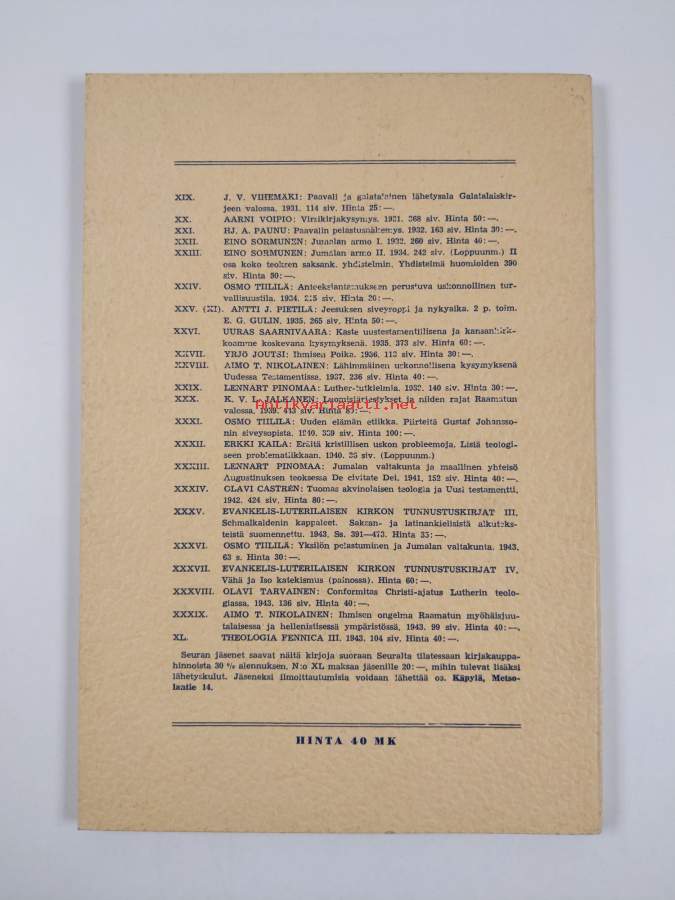 XIX. J. V. VIHEMÄKI: Paavali ja galatalainen lähetysala Galatalaiskir-
jeen valossa. 1931. 114 siv. Hinta 25:—.
XX. AARNI VOIPIO: Virsikirjakysymys. 1931. 368 siv. Hinta 50:—.
XXI. HJ. A. PAUNU: Paavalin pelastusnäkemys. 1932. 163 siv. Hinta 30:—.
XXII. EINO SORMUNEN: Jumalan armo I. 1932. 260 siv. Hinta 40:—.
XXIII. EINO SORMUNEN: Jumalan armo II. 1934. 242 siv. (Loppuunm.) II
osa koko teoksen saksank. yhdistelmin. Yhdistelmä huomioiden 390
siv. Hinta 80:—.
XXIV. OSMO TIILILÄ: Anteeksiantamukseen perustuva uskonnollinen tur-
vallisuustila. 1934. 215 siv. Hinta 20:—.
XXV. (XI). ANTTI J. PIETILÄ: Jeesuksen siveysoppi ja nykyaika. 2 p. toim.
E. G. GULIN. 1935. 265 siv. Hinta 50:—.
XXVI. UURAS SAARNIVAARA: Kaste uustestamentillisena ja kansankirk-
koamme koskevana kysymyksenä. 1935. 373 siv. Hinta 60:—.
XXVII. YRJÖ JOUTSI: Ihmisen Poika. 1936. 112 siv. Hinta 30:—.
XXVIII. AIMO T. NIKOLAINEN: Lähimmäinen uskonnollisena kysymyksenä
Uudessa Testamentissa. 1937. 236 siv. Hinta 40:—.
XXIX. LENNART PINOMAA: Luther-tutkielmia. 1938. 140 siv. Hinta 30:—.
XXX. K. V. L. JALKANEN: Luomisjärjestykset ja niiden rajat Raamatun
valossa. 1939. 443 siv. Hinta 85:—.
Antikvariaatti.net
XXXI. OSMO TIILILÄ: Uuden elämän etiikka. Piirteitä Gustaf Johansso-
nin siveysopista. 1940. 339 siv. Hinta 100:—.
XXXII. ERKKI KAILA: Eräitä kristillisen uskon probleemoja. Lisiä teologi-
seen problematiikkaan. 1940. 36 siv. (Loppuunm.)
XXXIII. LENNART PINOMAA: Jumalan valtakunta ja maallinen yhteisö
Augustinuksen teoksessa De civitate Dei. 1941. 152 siv. Hinta 40:—.
XXXIV. OLAVI CASTRÉN: Tuomas akvinolaisen teologia ja Uusi testamentti.
1942. 424 siv. Hinta 80:—.
XXXV. EVANKELIS-LUTERILAISEN KIRKON TUNNUSTUSKIRJAT III.
Schmalkaldenin kappaleet. Saksan- ja latinankielisistä alkuteks-
teistä suomennettu. 1943. Ss. 391—473. Hinta 35:—.
XXXVI. OSMO TIILILÄ: Yksilön pelastuminen ja Jumalan valtakunta. 1943.
63 s. Hinta 30:—.
XXXVII. EVANKELIS-LUTERILAISEN KIRKON TUNNUSTUSKIRJAT IV.
Vähä ja Iso katekismus (painossa). Hinta 60:—.
XXXVIII. OLAVI TARVAINEN: Conformitas Christi-ajatus Lutherin teolo-
giassa. 1943. 136 siv. Hinta 40:—.
XXXIX. AIMO T. NIKOLAINEN: Ihmisen ongelma Raamatun myöhäisjuu-
talaisessa ja hellenistisessä ympäristössä. 1943. 99 siv. Hinta 40:—.
XL. THEOLOGIA FENNICA III. 1943. 104 siv. Hinta 40:—.
Seuran jäsenet saavat näitä kirjoja suoraan Seuralta tilatessaan kirjakauppa-
hinnoista 30 % alennuksen. N:o XL maksaa jäsenille 20:—, mihin tulevat lisäksi
lähetyskulut. Jäseneksi ilmoittautumisia voidaan lähettää os. Käpylä, Metso-
lantie 14.
HINTA 40 MK